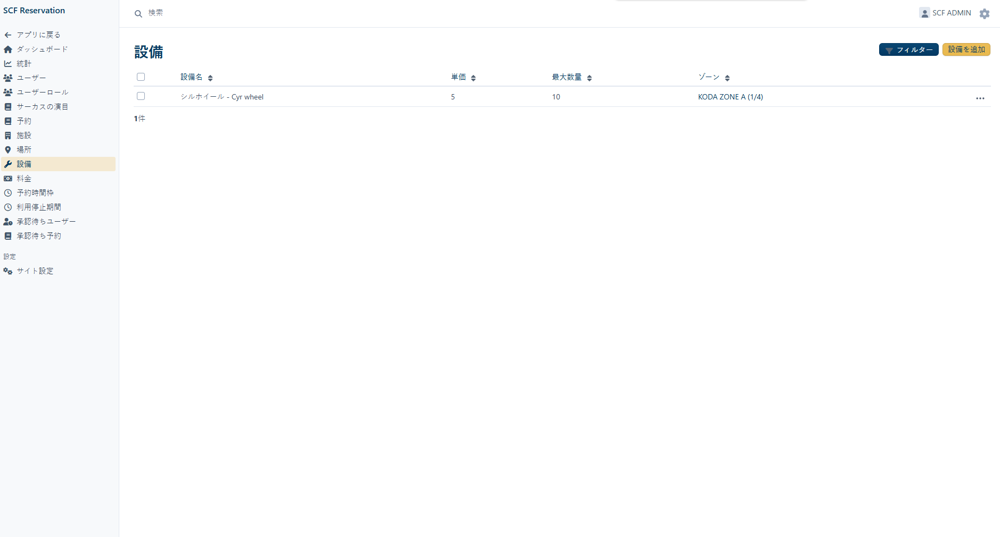 SCF Reservation
アプリに戻る
ダッシュボード
統計
ユーザー
ユーザーロール
サーカスの演目
予約
施設
場所
設備
料金
予約時間枠
利用停止期間
承認待ちユーザー
承認待ち予約
設定
サイト設定
検索
SCF ADMIN
設備
フィルター
設備を追加
設備名 単価 最大数量 ゾーン
シルホイール - Cyr wheel 5 10 KODA ZONE A (1/4)
1件